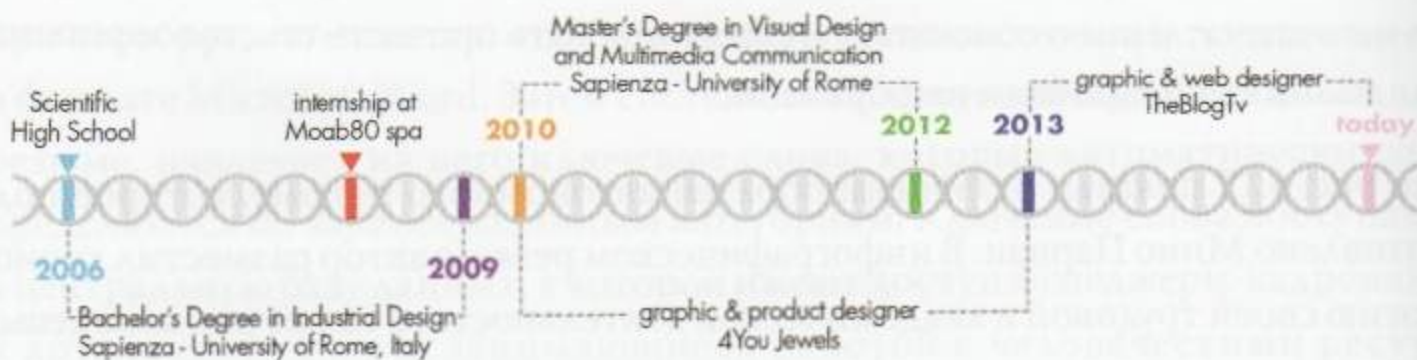 Master's Degree in Visual Design
and Multimedia Communication
Sapienza - University of Rome
Scientific
High School
internship at
Moab80 spa
graphic & web designer
TheBlogTv
2010
2012
2013
today
2006
2009
Bachelor's Degree in Industrial Design
Sapienza - University of Rome, Italy
graphic & product designer
4You Jewels